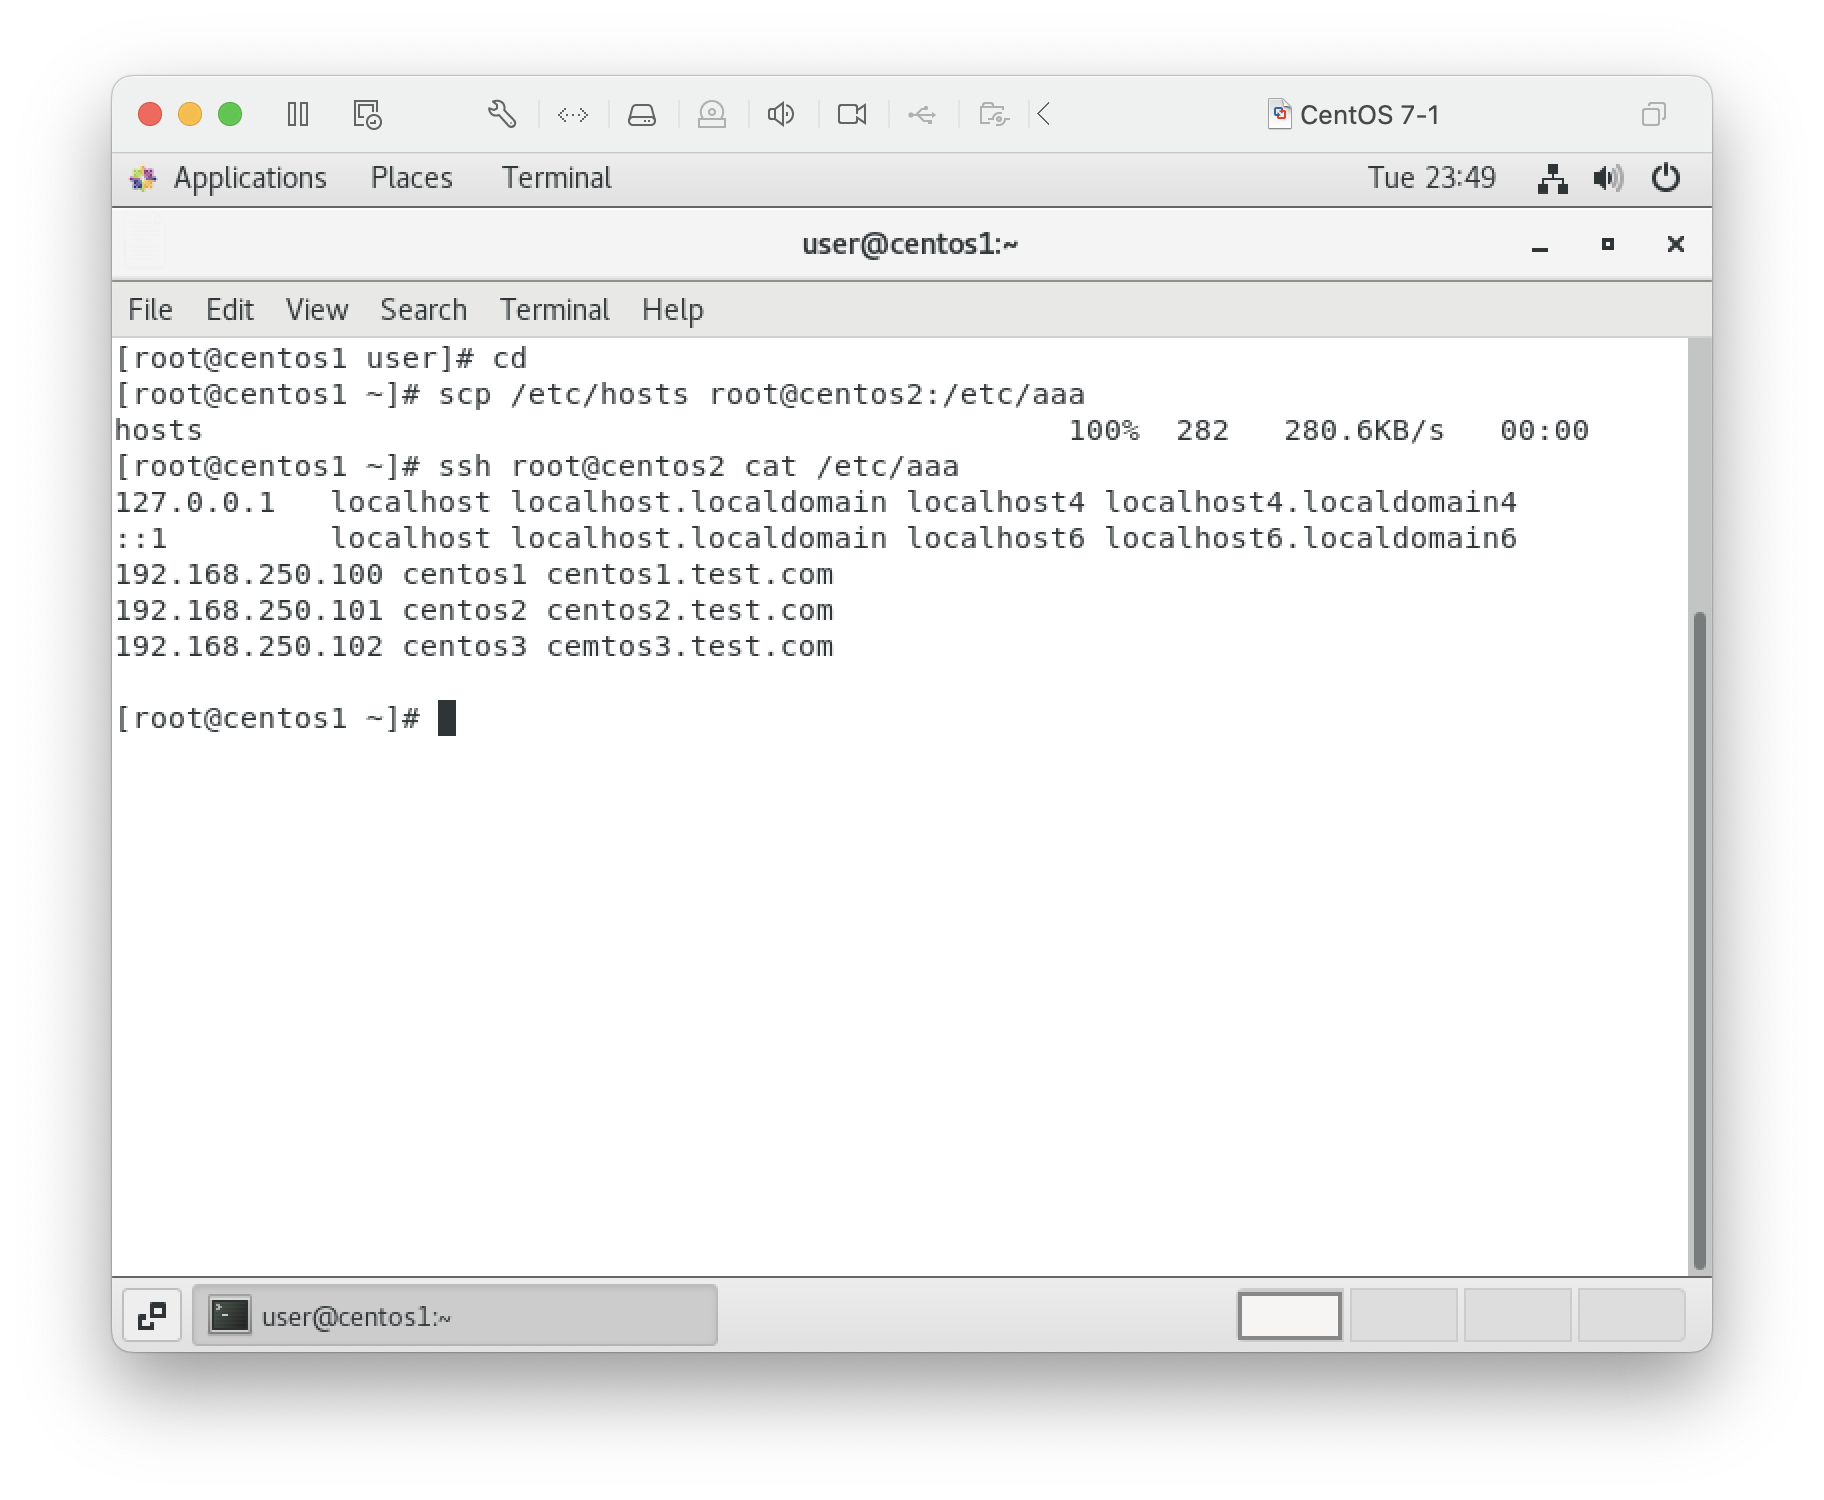 CentOS 7-1
Applications Places Terminal Tue 23:49
user@centos1:~
File Edit View Search Terminal Help
[root@centos1 user]# cd
[root@centos1 ~]# scp /etc/hosts root@centos2:/etc/aaa
hosts 100% 282 280.6KB/s 00:00
[root@centos1 ~]# ssh root@centos2 cat /etc/aaa
127.0.0.1   localhost localhost.localdomain localhost4 localhost4.localdomain4
::1         localhost localhost.localdomain localhost6 localhost6.localdomain6
192.168.250.100 centos1 centos1.test.com
192.168.250.101 centos2 centos2.test.com
192.168.250.102 centos3 cemtos3.test.com
[root@centos1 ~]#
user@centos1:~